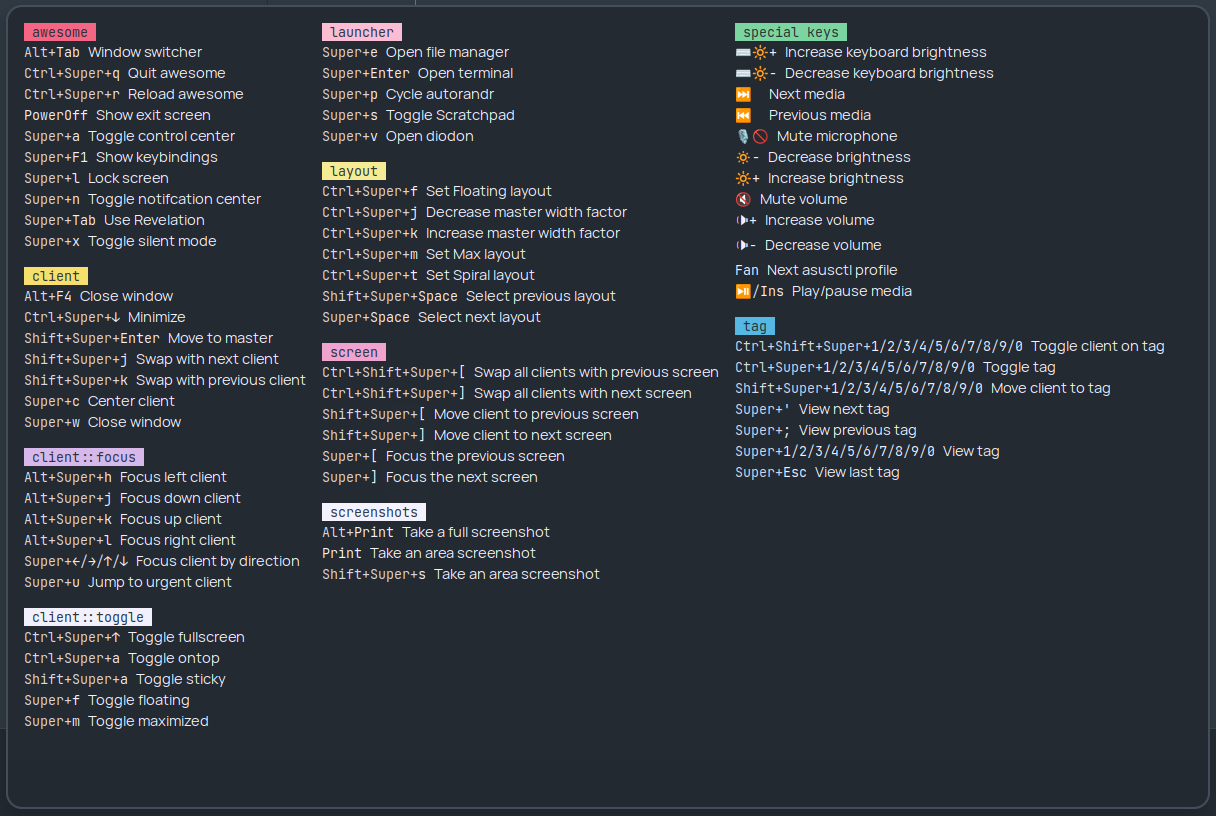 awesome
Alt+Tab Window switcher
Ctrl+Super+q Quit awesome
Ctrl+Super+r Reload awesome
PowerOff Show exit screen
Super+a Toggle control center
Super+F1 Show keybindings
Super+l Lock screen
Super+n Toggle notifcation center
Super+Tab Use Revelation
Super+x Toggle silent mode
client
Alt+F4 Close window
Ctrl+Super+↓ Minimize
Shift+Super+Enter Move to master
Shift+Super+j Swap with next client
Shift+Super+k Swap with previous client
Super+c Center client
Super+w Close window
client::focus
Alt+Super+h Focus left client
Alt+Super+j Focus down client
Alt+Super+k Focus up client
Alt+Super+l Focus right client
Super+←/→/↑/↓ Focus client by direction
Super+u Jump to urgent client
client::toggle
Ctrl+Super+↑ Toggle fullscreen
Ctrl+Super+a Toggle ontop
Shift+Super+a Toggle sticky
Super+f Toggle floating
Super+m Toggle maximized
launcher
Super+e Open file manager
Super+Enter Open terminal
Super+p Cycle autorandr
Super+s Toggle Scratchpad
Super+v Open diodon
layout
Ctrl+Super+f Set Floating layout
Ctrl+Super+j Decrease master width factor
Ctrl+Super+k Increase master width factor
Ctrl+Super+m Set Max layout
Ctrl+Super+t Set Spiral layout
Shift+Super+Space Select previous layout
Super+Space Select next layout
screen
Ctrl+Shift+Super+[ Swap all clients with previous screen
Ctrl+Shift+Super+] Swap all clients with next screen
Shift+Super+[ Move client to previous screen
Shift+Super+] Move client to next screen
Super+[ Focus the previous screen
Super+] Focus the next screen
screenshots
Alt+Print Take a full screenshot
Print Take an area screenshot
Shift+Super+s Take an area screenshot
special keys
⌨️🔆+ Increase keyboard brightness
⌨️🔆- Decrease keyboard brightness
⏭️ Next media
⏮️ Previous media
🎙️🚫 Mute microphone
🔅- Decrease brightness
🔆+ Increase brightness
🔇 Mute volume
🕩+ Increase volume
🕩- Decrease volume
Fan Next asusctl profile
⏯️/Ins Play/pause media
tag
Ctrl+Shift+Super+1/2/3/4/5/6/7/8/9/0 Toggle client on tag
Ctrl+Super+1/2/3/4/5/6/7/8/9/0 Toggle tag
Shift+Super+1/2/3/4/5/6/7/8/9/0 Move client to tag
Super+' View next tag
Super+; View previous tag
Super+1/2/3/4/5/6/7/8/9/0 View tag
Super+Esc View last tag